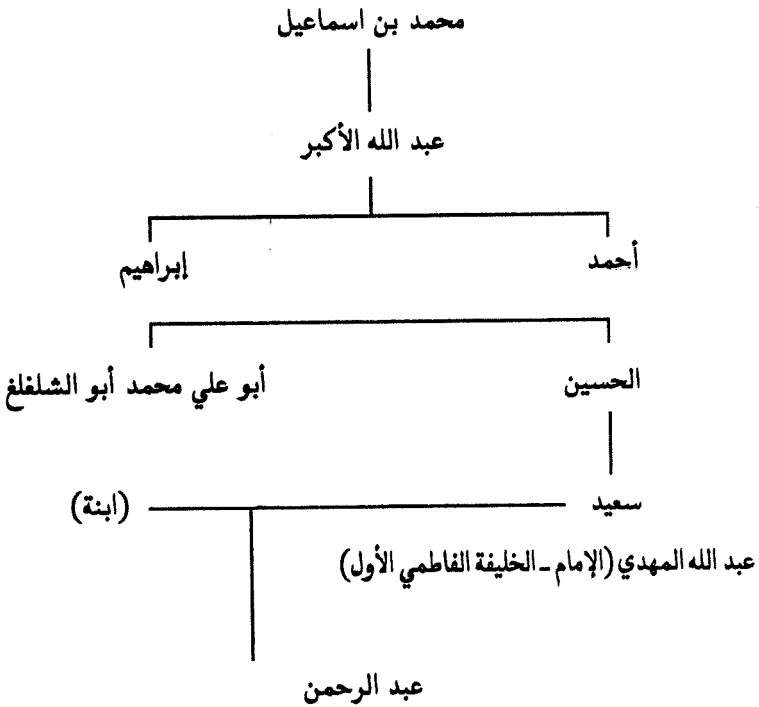 محمد بن اسماعيل
عبد الله الأكبر
أحمد
إبراهيم
الحسين
أبو علي محمد أبو الشلغلغ
سعيد
(ابنة)
عبد الله المهدي (الإمام - الخليفة الفاطمي الأول)
عبد الرحمن